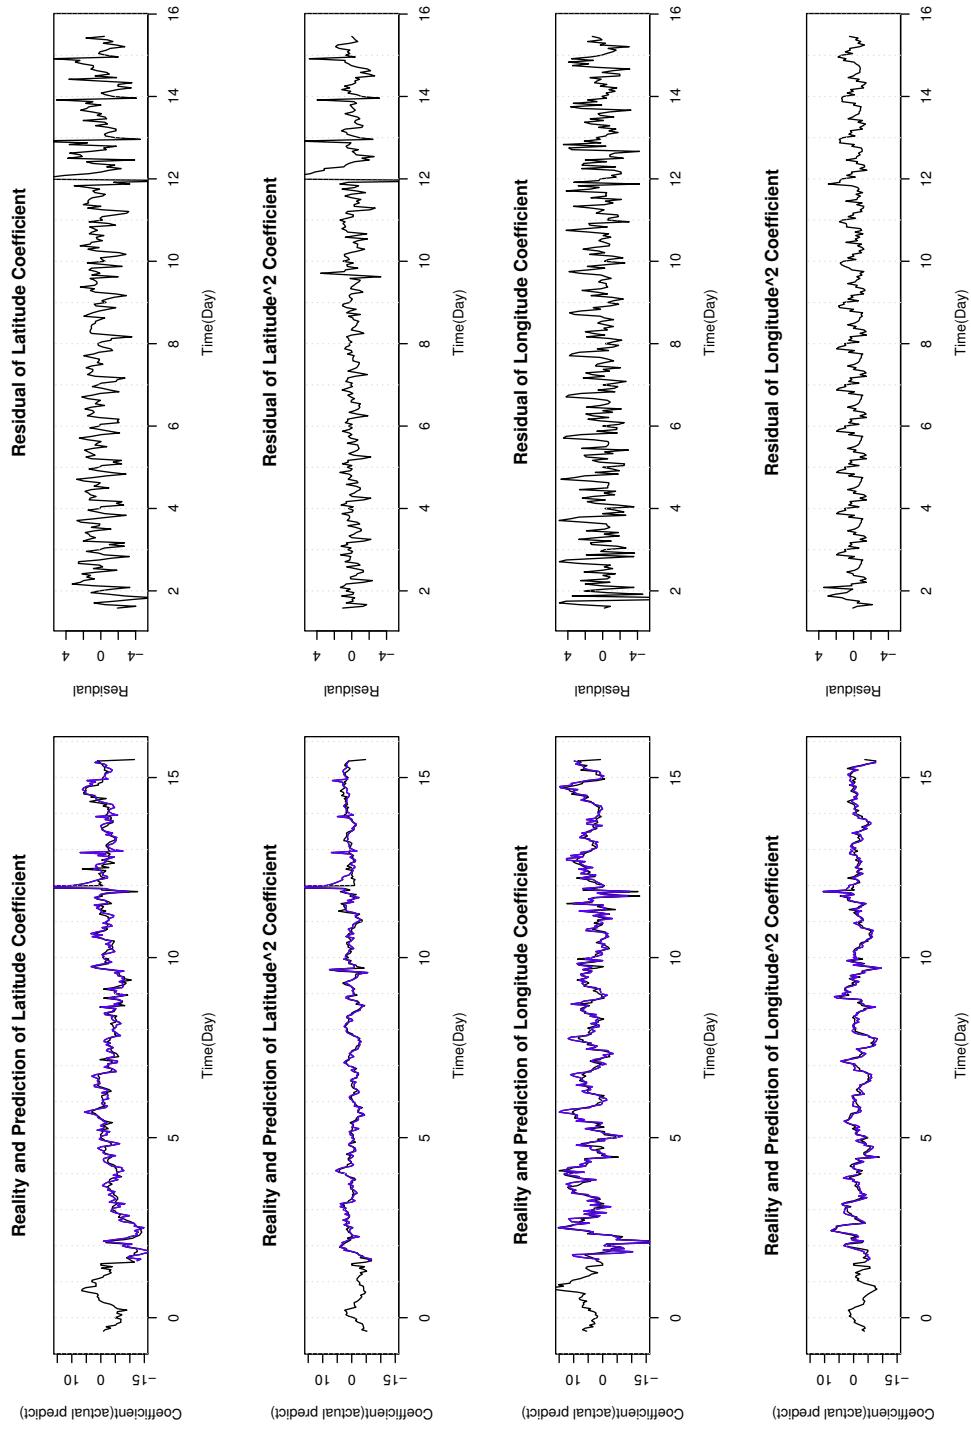 Reality and Prediction of Latitude Coefficient
Coefficient(actual predict)
10
0
−15
0 5 10 15
Time(Day)
Residual of Latitude Coefficient
Residual
4
0
−4
2 4 6 8 10 12 14 16
Time(Day)
Reality and Prediction of Latitude^2 Coefficient
Coefficient(actual predict)
10
0
−15
0 5 10 15
Time(Day)
Residual of Latitude^2 Coefficient
Residual
4
0
−4
2 4 6 8 10 12 14 16
Time(Day)
Reality and Prediction of Longitude Coefficient
Coefficient(actual predict)
10
0
−15
0 5 10 15
Time(Day)
Residual of Longitude Coefficient
Residual
4
0
−4
2 4 6 8 10 12 14 16
Time(Day)
Reality and Prediction of Longitude^2 Coefficient
Coefficient(actual predict)
10
0
−15
0 5 10 15
Time(Day)
Residual of Longitude^2 Coefficient
Residual
4
0
−4
2 4 6 8 10 12 14 16
Time(Day)